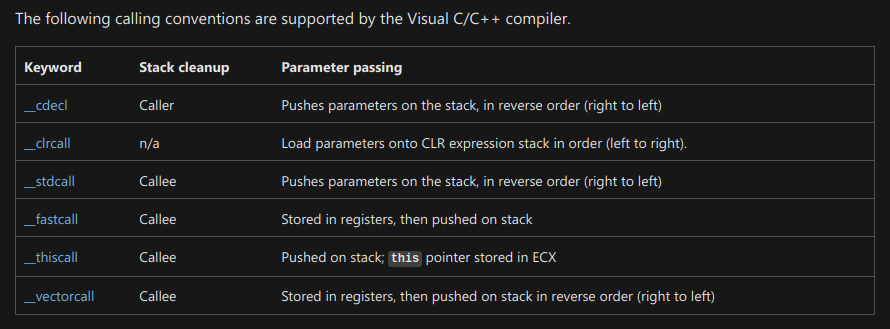 The following calling conventions are supported by the Visual C/C++ compiler.
Keyword Stack cleanup Parameter passing
__cdecl Caller Pushes parameters on the stack, in reverse order (right to left)
__clrcall n/a Load parameters onto CLR expression stack in order (left to right).
__stdcall Callee Pushes parameters on the stack, in reverse order (right to left)
__fastcall Callee Stored in registers, then pushed on stack
__thiscall Callee Pushed on stack; this pointer stored in ECX
__vectorcall Callee Stored in registers, then pushed on stack in reverse order (right to left)